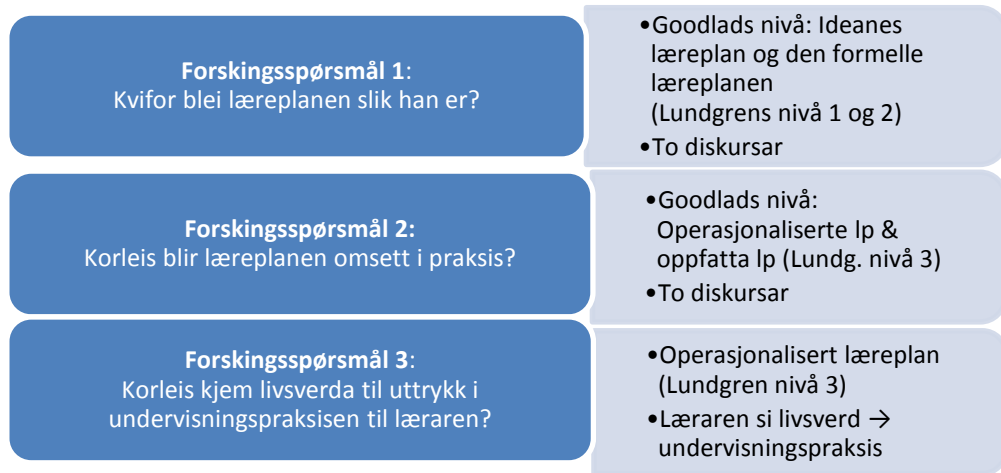 Forskingsspørsmål 1:
Kvifor blei læreplanen slik han er?
•Goodlads nivå: Ideanes
læreplan og den formelle
læreplanen
(Lundgrens nivå 1 og 2)
•To diskursar
Forskingsspørsmål 2:
Korleis blir læreplanen omsett i praksis?
•Goodlads nivå:
Operasjonaliserte lp &
oppfatta lp (Lundg. nivå 3)
•To diskursar
Forskingsspørsmål 3:
Korleis kjem livsverda til uttrykk i
undervisningspraksisen til læraren?
•Operasjonalisert læreplan
(Lundgren nivå 3)
•Læraren si livsverd →
undervisningspraksis